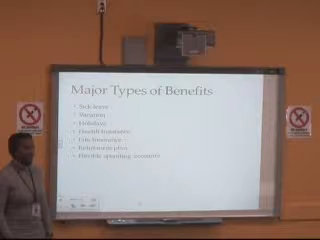 Major Types of Benefits
• Sick leave
• Vacation
• Holidays
• Health Insurance
• Life Insurance
• Retirement plan
• Flexible spending accounts